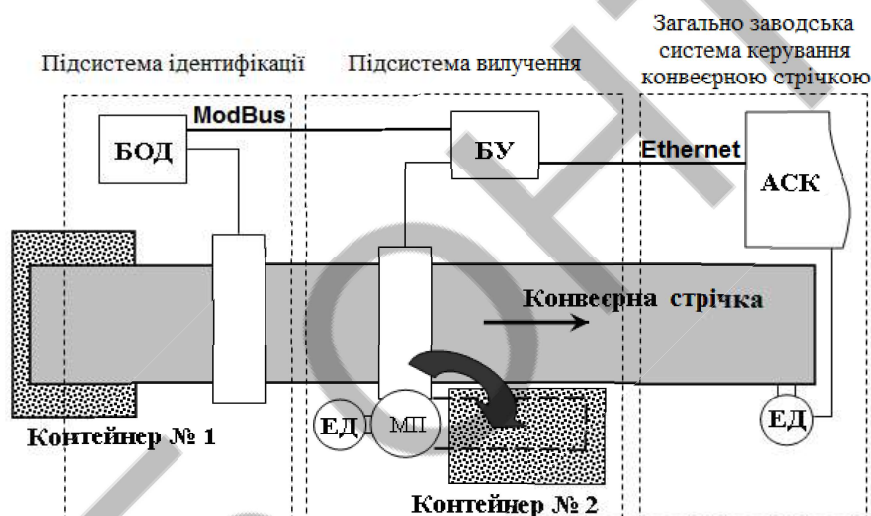 Загально заводська
система керування
конвеєрною стрічкою
Підсистема ідентифікації
Підсистема вилучення
ModBus
Ethernet
БОД
БУ
АСК
Конвеєрна стрічка
ЕД
МП
ЕД
Контейнер № 1
Контейнер № 2